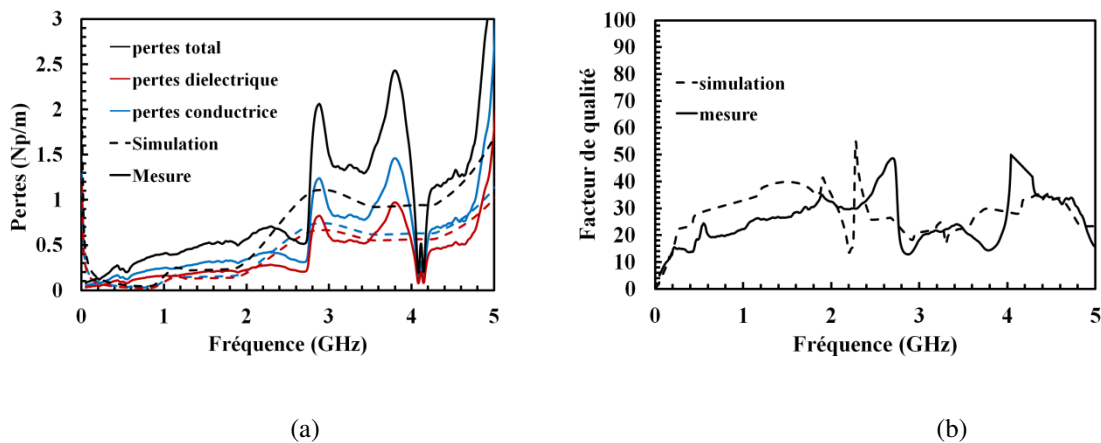 3
2.5
2
1.5
1
0.5
0
Pertes (Np/m)
pertes total
pertes dielectrique
pertes conductrice
Simulation
Mesure
0 1 2 3 4 5
Fréquence (GHz)
(a)
100
90
80
70
60
50
40
30
20
10
0
Facteur de qualité
simulation
mesure
0 1 2 3 4 5
Fréquence (GHz)
(b)